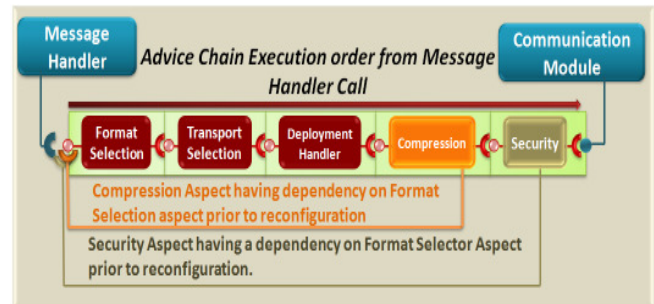 Message
Handler
Advice Chain Execution order from Message
Handler Call
Communication
Module
Format
Selection
Transport
Selection
Deployment
Handler
Compression
Security
Compression Aspect having dependency on Format
Selection aspect prior to reconfiguration
Security Aspect having a dependency on Format Selector Aspect
prior to reconfiguration.